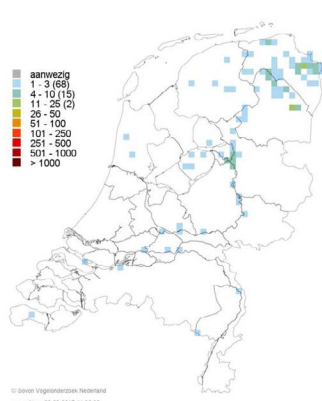 aanwezig
1 - 3 (68)
4 - 10 (15)
11 - 25 (2)
26 - 50
51 - 100
101 - 250
251 - 500
501 - 1000
> 1000
© Sovon Vogelonderzoek Nederland